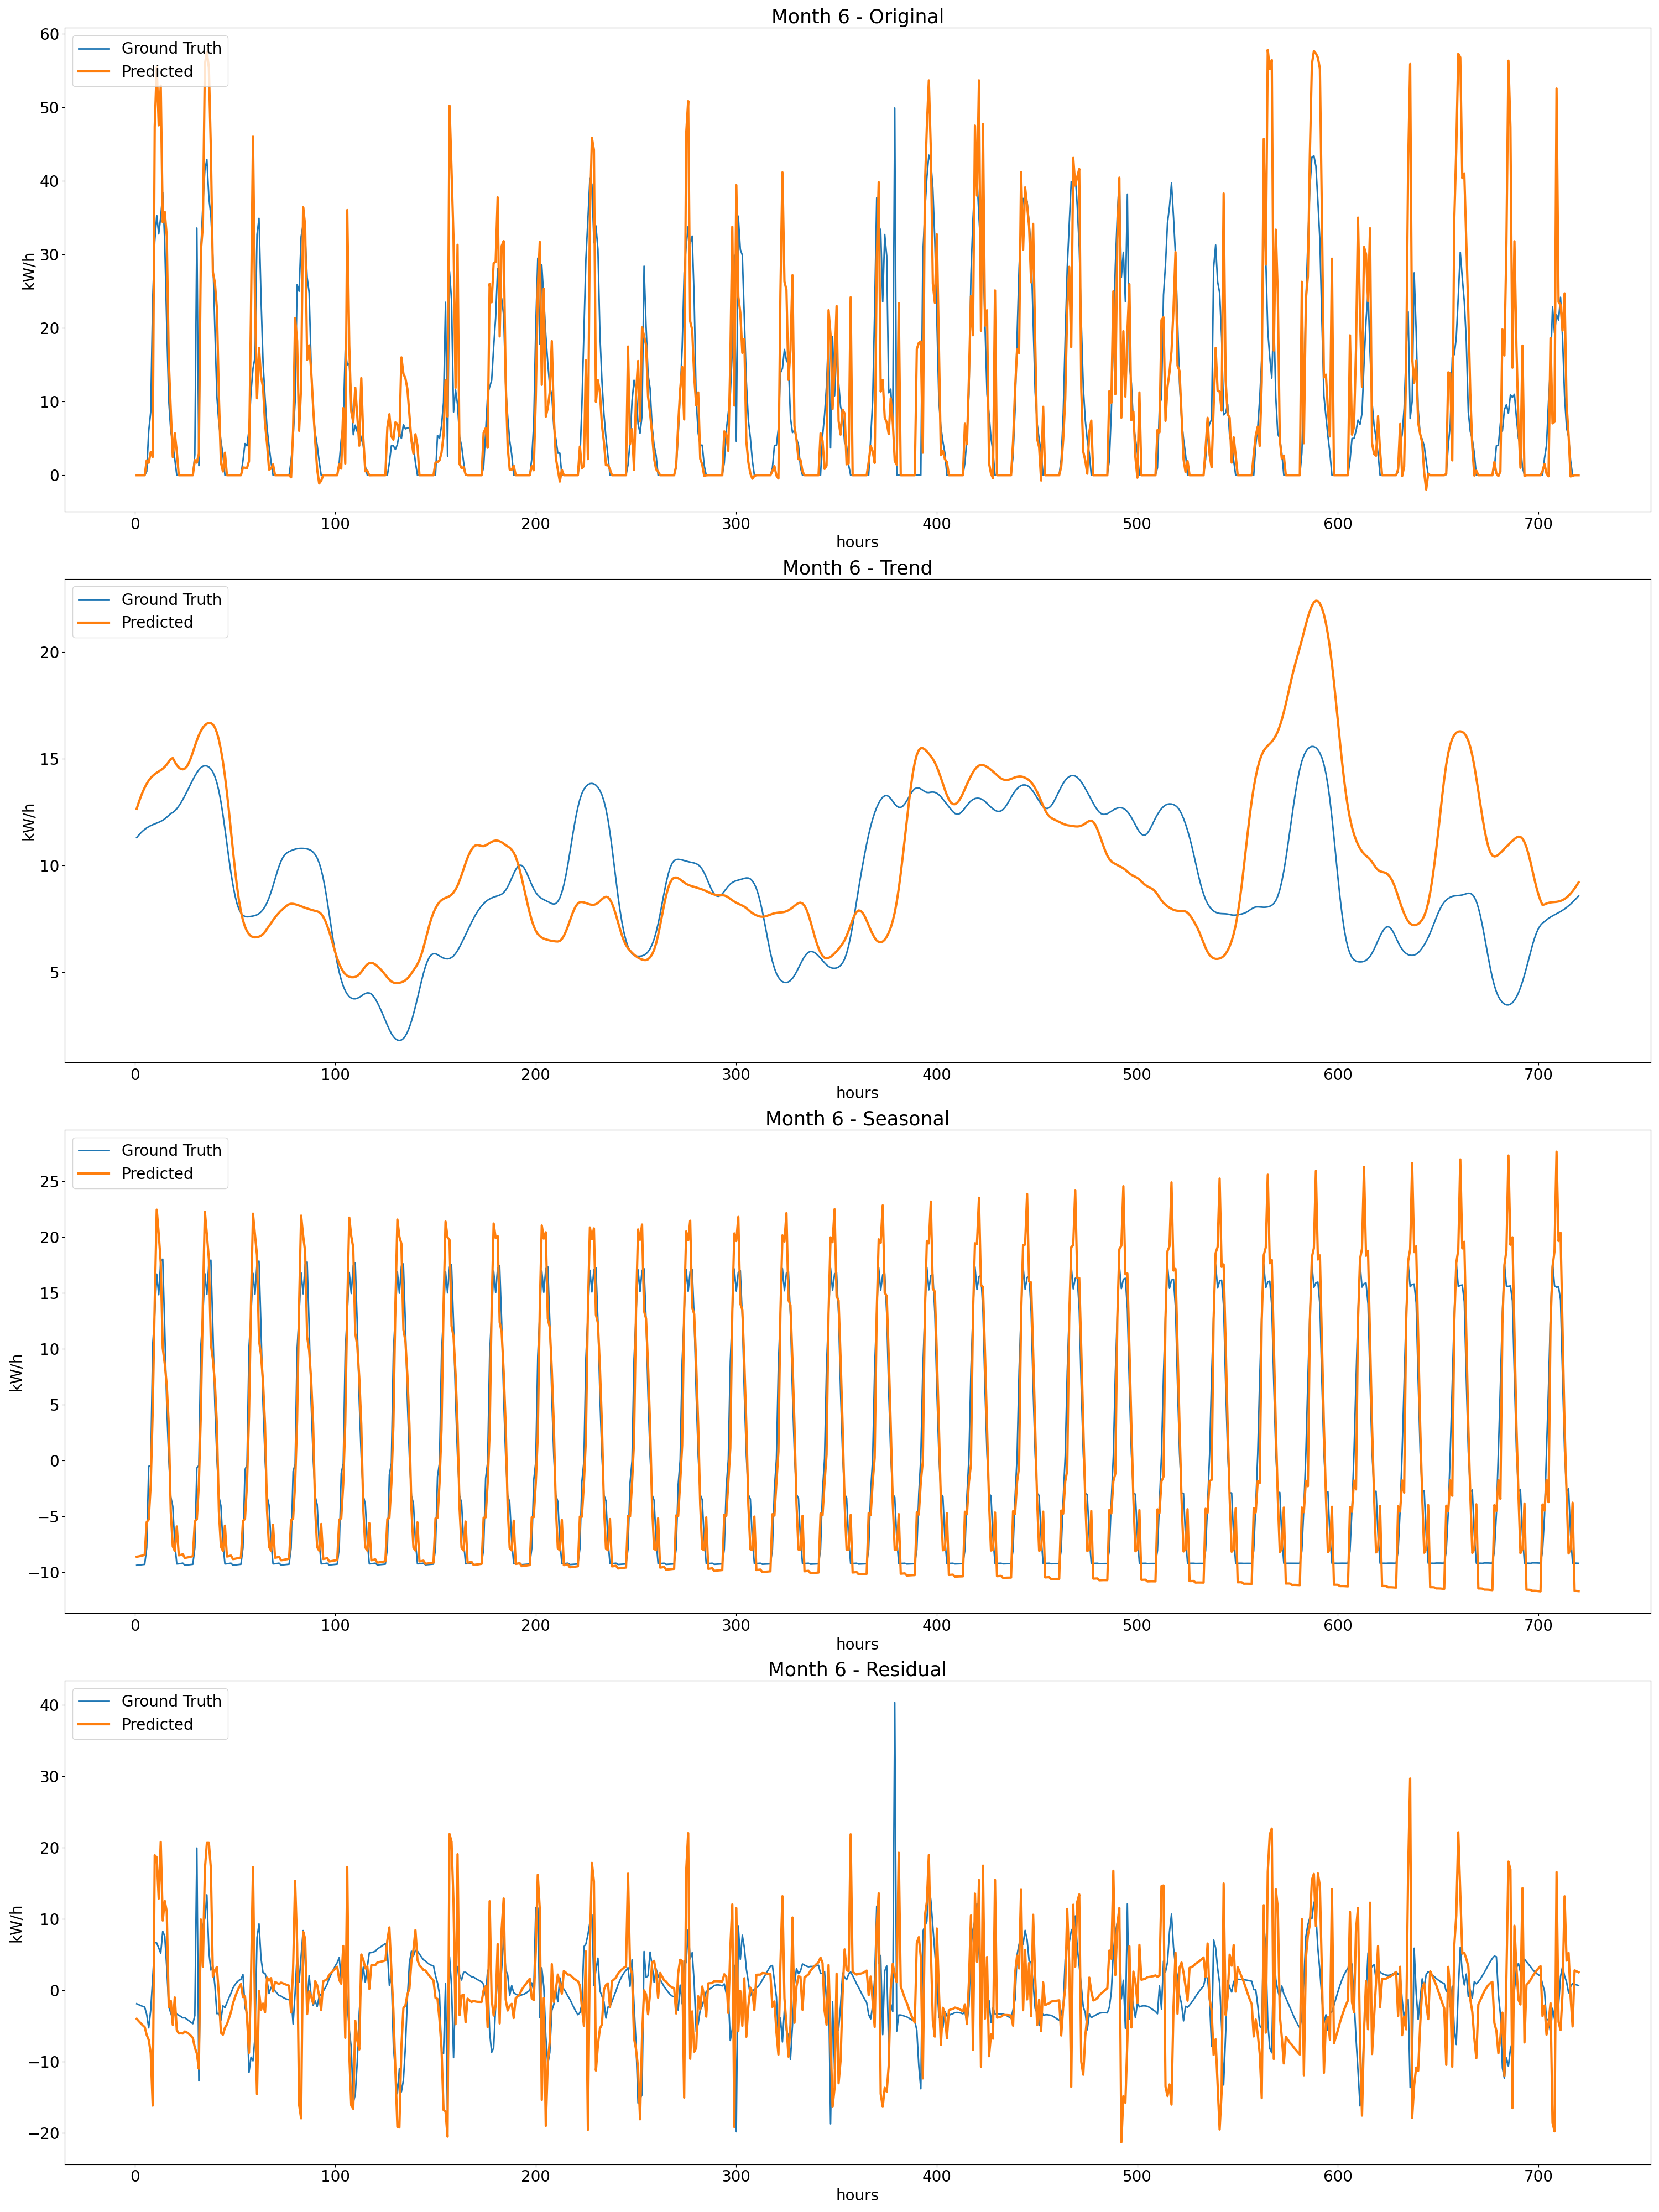 Month 6 - Original
Ground Truth
Predicted
kW/h
60
50
40
30
20
10
0
0 100 200 300 400 500 600 700
hours
Month 6 - Trend
Ground Truth
Predicted
kW/h
20
15
10
5
0 100 200 300 400 500 600 700
hours
Month 6 - Seasonal
Ground Truth
Predicted
kW/h
25
20
15
10
5
0
−5
−10
0 100 200 300 400 500 600 700
hours
Month 6 - Residual
Ground Truth
Predicted
kW/h
40
30
20
10
0
−10
−20
0 100 200 300 400 500 600 700
hours